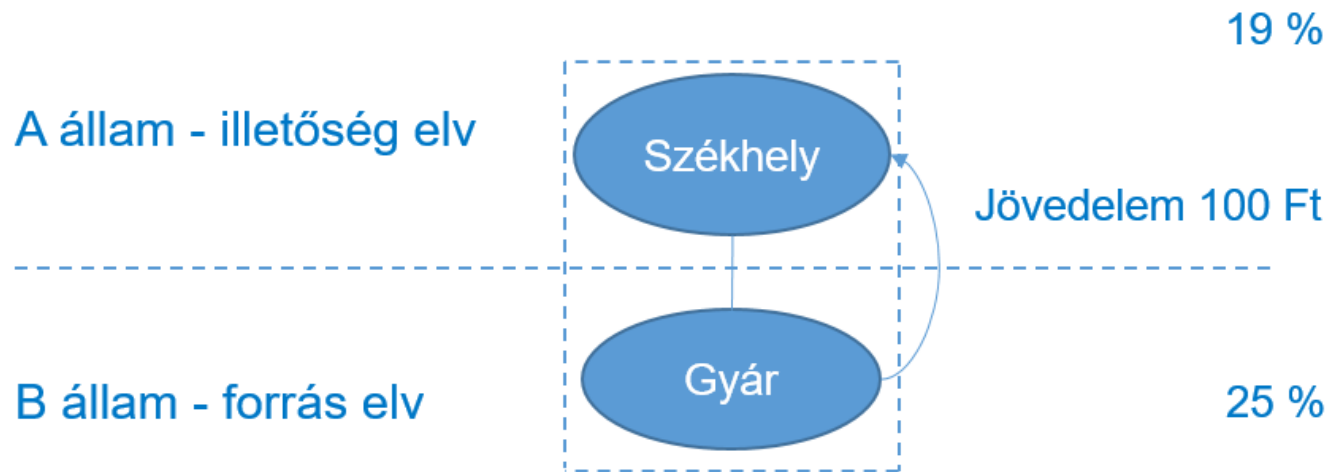 19 %
A állam - illetőség elv
Székhely
Jövedelem 100 Ft
Gyár
B állam - forrás elv
25 %